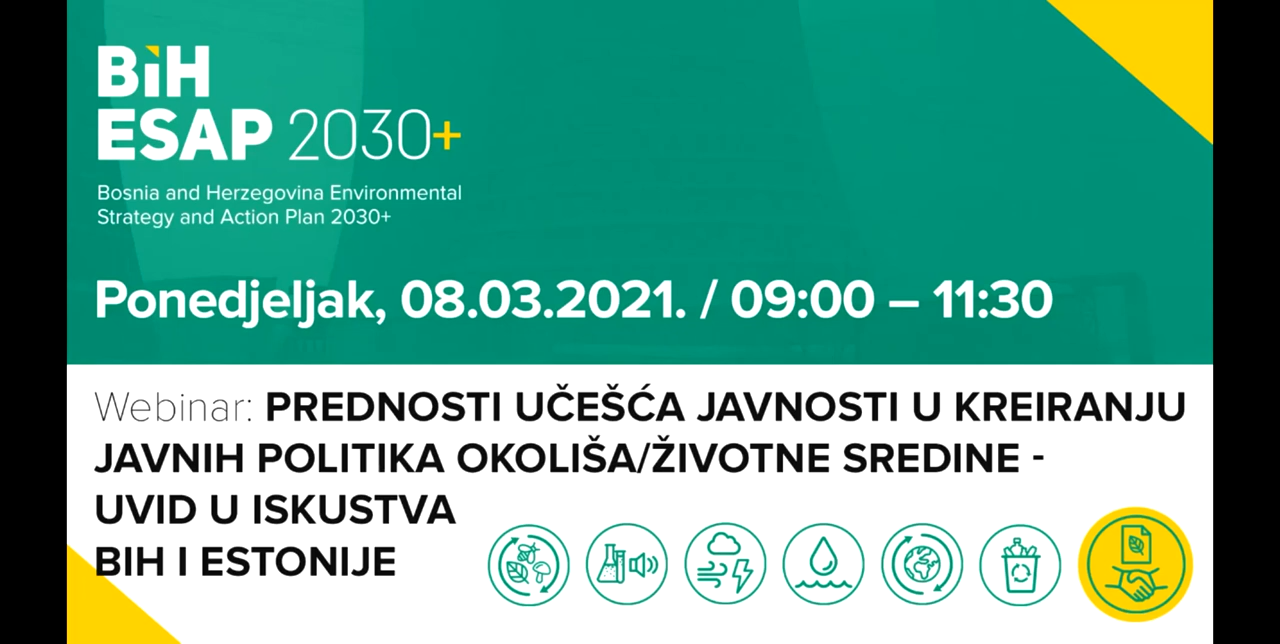 BiH
ESAP 2030+
Bosnia and Herzegovina Environmental
Strategy and Action Plan 2030+
Ponedjeljak, 08.03.2021. / 09:00 – 11:30
Webinar: PREDNOSTI UČEŠĆA JAVNOSTI U KREIRANJU
JAVNIH POLITIKA OKOLIŠA/ŽIVOTNE SREDINE -
UVID U ISKUSTVA
BIH I ESTONIJE